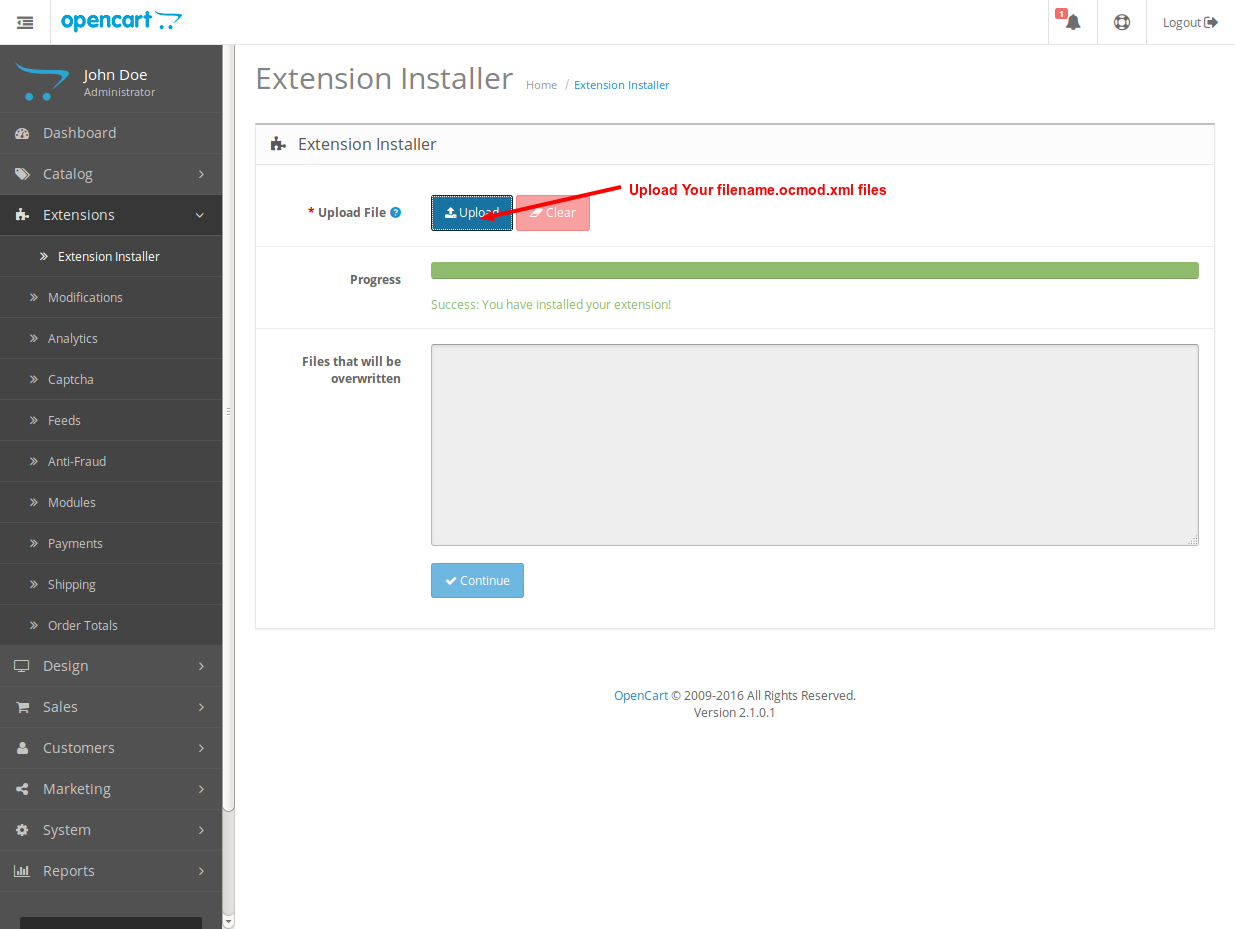 opencart
1
Logout
John Doe
Administrator
Dashboard
Catalog
Extensions
Extension Installer
Modifications
Analytics
Captcha
Feeds
Anti-Fraud
Modules
Payments
Shipping
Order Totals
Design
Sales
Customers
Marketing
System
Reports
Extension Installer
Home / Extension Installer
Extension Installer
Upload Your filename.ocmod.xml files
* Upload File ?
Upload
Clear
Progress
Success: You have installed your extension!
Files that will be
overwritten
Continue
OpenCart © 2009-2016 All Rights Reserved.
Version 2.1.0.1